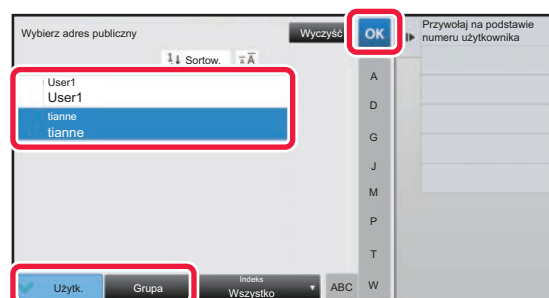 Wybierz adres publiczny
Wyczyść
OK
Przywołaj na podstawie
numeru użytkownika
Sortow.
User1
User1
tianne
tianne
A
D
G
J
M
P
T
W
Użytk.
Grupa
Indeks
Wszystko
ABC